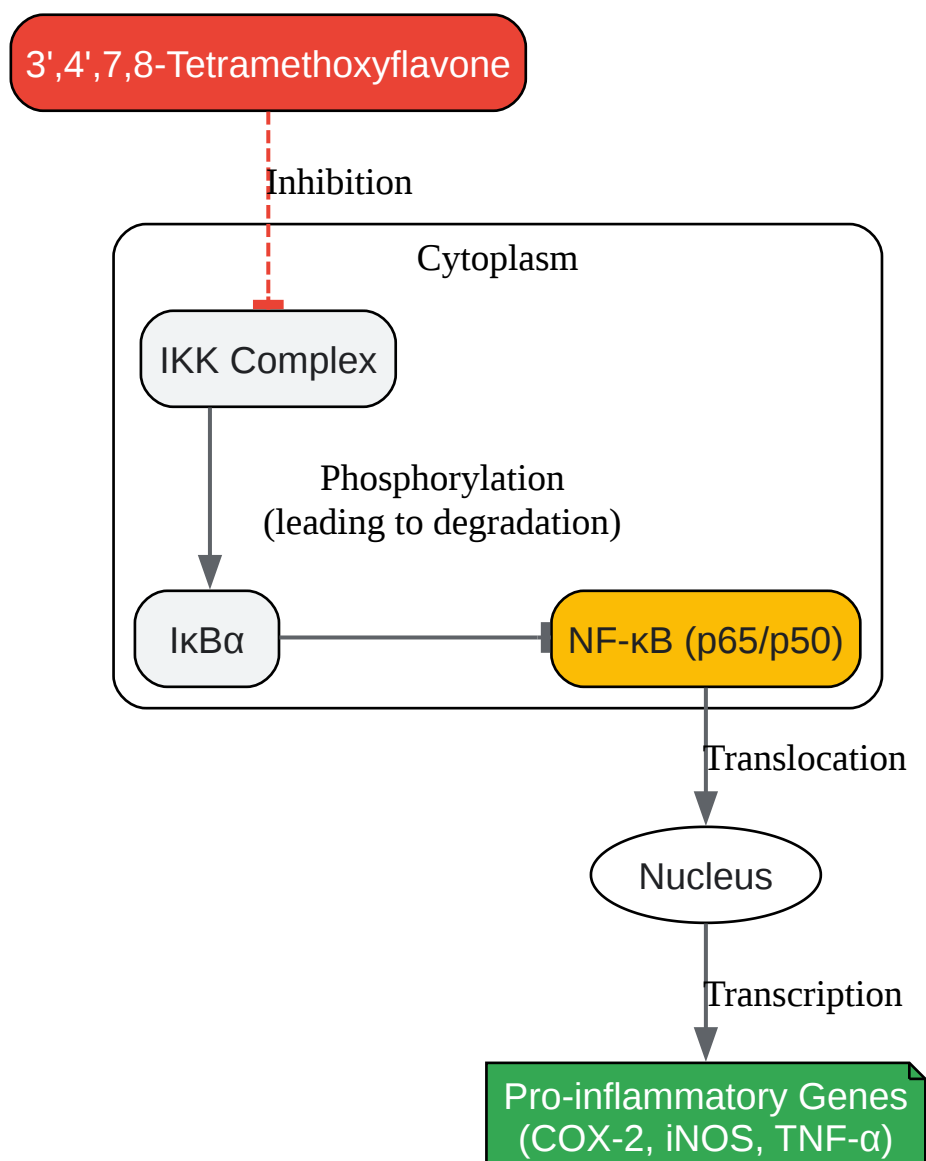 3',4',7,8-Tetramethoxyflavone
Inhibition
Cytoplasm
IKK Complex
Phosphorylation
(leading to degradation)
IκBα
NF-κB (p65/p50)
Translocation
Nucleus
Transcription
Pro-inflammatory Genes
(COX-2, iNOS, TNF-α)